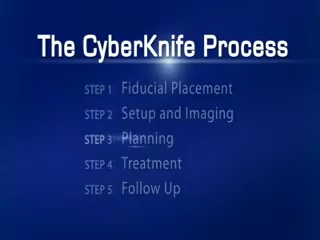 The CyberKnife Process
STEP 1: Fiducial Placement
STEP 2: Setup and Imaging
STEP 3: Planning
STEP 4: Treatment
STEP 5 Follow Up